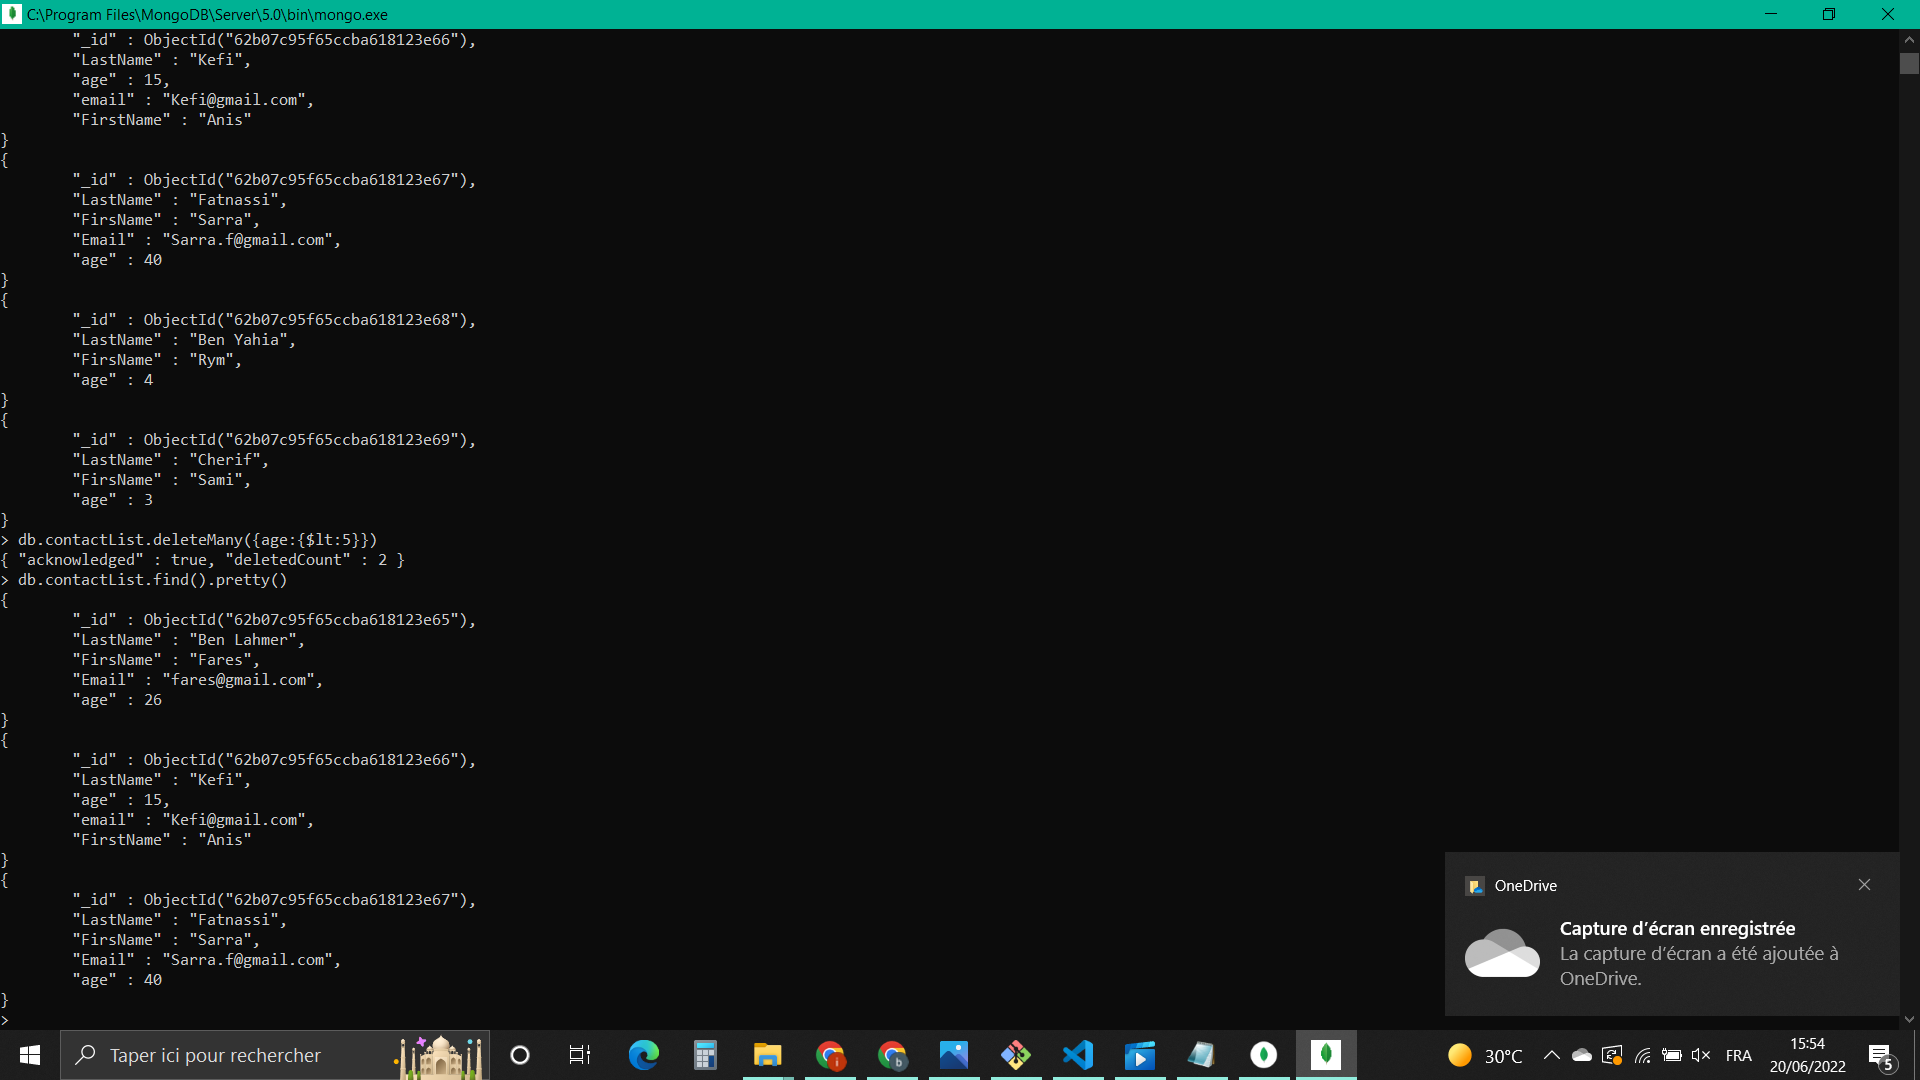 C:\Program Files\MongoDB\Server\5.0\bin\mongo.exe
"_id" : ObjectId("62b07c95f65ccba618123e66"),
"LastName" : "Kefi",
"age" : 15,
"email" : "Kefi@gmail.com",
"FirstName" : "Anis"
}
{
"_id" : ObjectId("62b07c95f65ccba618123e67"),
"LastName" : "Fatnassi",
"FirsName" : "Sarra",
"Email" : "Sarra.f@gmail.com",
"age" : 40
}
{
"_id" : ObjectId("62b07c95f65ccba618123e68"),
"LastName" : "Ben Yahia",
"FirsName" : "Rym",
"age" : 4
}
{
"_id" : ObjectId("62b07c95f65ccba618123e69"),
"LastName" : "Cherif",
"FirsName" : "Sami",
"age" : 3
}
> db.contactList.deleteMany({age:{$lt:5}})
{ "acknowledged" : true, "deletedCount" : 2 }
> db.contactList.find().pretty()
{
"_id" : ObjectId("62b07c95f65ccba618123e65"),
"LastName" : "Ben Lahmer",
"FirsName" : "Fares",
"Email" : "fares@gmail.com",
"age" : 26
}
{
"_id" : ObjectId("62b07c95f65ccba618123e66"),
"LastName" : "Kefi",
"age" : 15,
"email" : "Kefi@gmail.com",
"FirstName" : "Anis"
}
{
"_id" : ObjectId("62b07c95f65ccba618123e67"),
"LastName" : "Fatnassi",
"FirsName" : "Sarra",
"Email" : "Sarra.f@gmail.com",
"age" : 40
}
>
OneDrive
Capture d’écran enregistrée
La capture d’écran a été ajoutée à
OneDrive.
Taper ici pour rechercher
i
b
30°C
FRA
15:54
20/06/2022
5